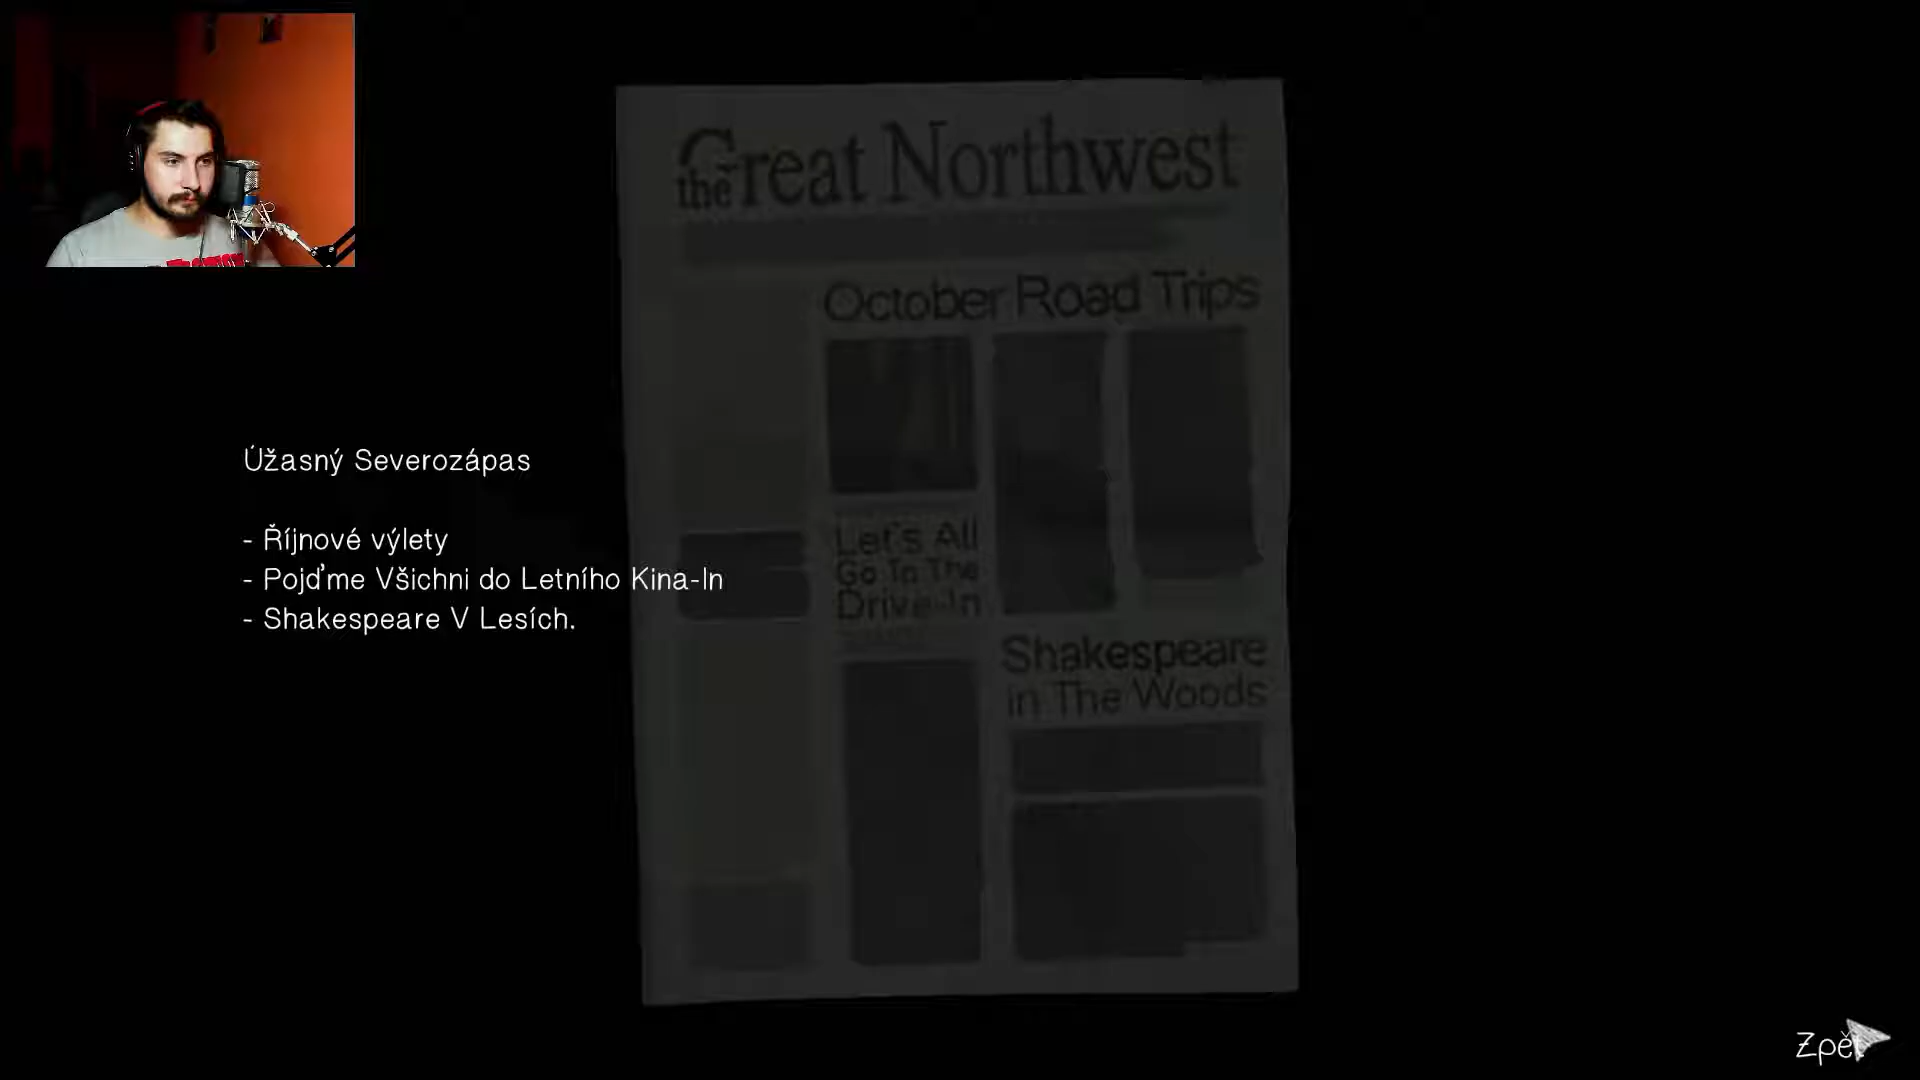 the Great Northwest
October Road Trips
Let's All
Go To The
Drive-In
Shakespeare
in The Woods
Úžasný Severozápas
- Říjnové výlety
- Pojďme Všichni do Letního Kina-In
- Shakespeare V Lesích.